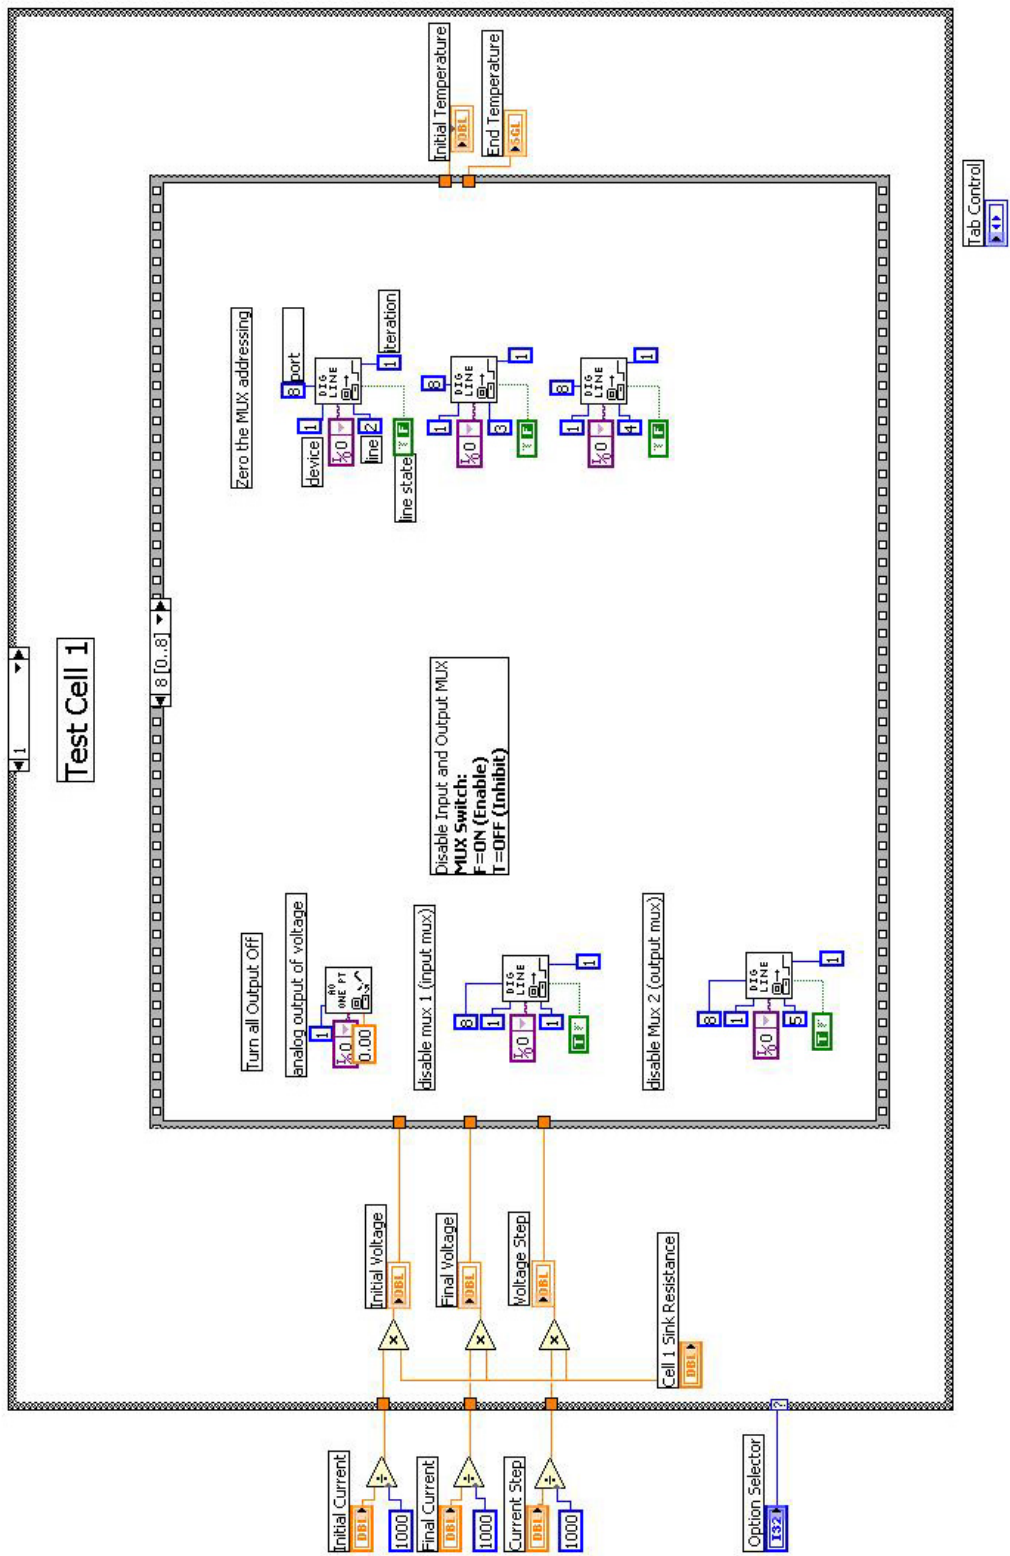 1
Test Cell 1
8 [0..8]
Initial Current
DBL
1000
Final Current
DBL
1000
Current Step
DBL
1000
Option Selector
I32
?
Initial Voltage
DBL
Final Voltage
DBL
Voltage Step
DBL
Cell 1 Sink Resistance
DBL
Turn all Output Off
analog output of voltage
1
I/O 0
0.00
AO
ONE PT
disable mux 1 (input mux)
8
1
I/O 0
1
T
DIG
LINE
1
disable Mux 2 (output mux)
8
1
I/O 0
5
T
DIG
LINE
1
Disable Input and Output MUX
MUX Switch:
F=ON (Enable)
T=OFF (Inhibit)
Zero the MUX addressing
port
8
device
1
I/O 0
line
2
line state
F
DIG
LINE
iteration
1
8
1
I/O 0
3
F
DIG
LINE
1
8
1
I/O 0
4
F
DIG
LINE
1
Initial Temperature
DBL
End Temperature
SGL
Tab Control